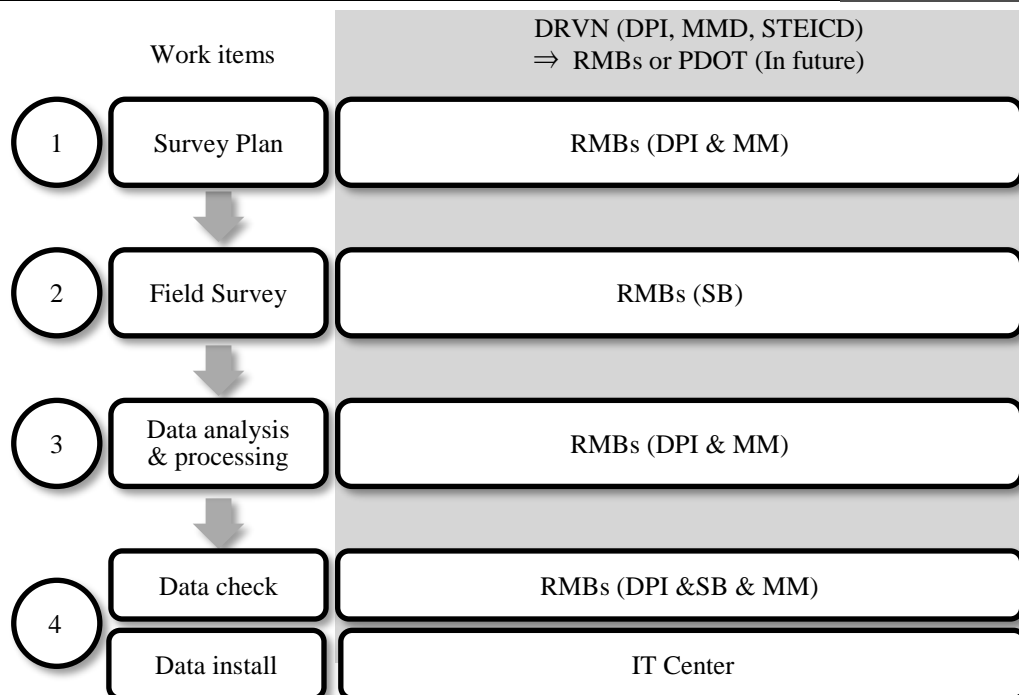 Work items
DRVN (DPI, MMD, STEICD)
⇒ RMBs or PDOT (In future)
1
Survey Plan
RMBs (DPI & MM)
2
Field Survey
RMBs (SB)
3
Data analysis
& processing
RMBs (DPI & MM)
4
Data check
RMBs (DPI &SB & MM)
Data install
IT Center